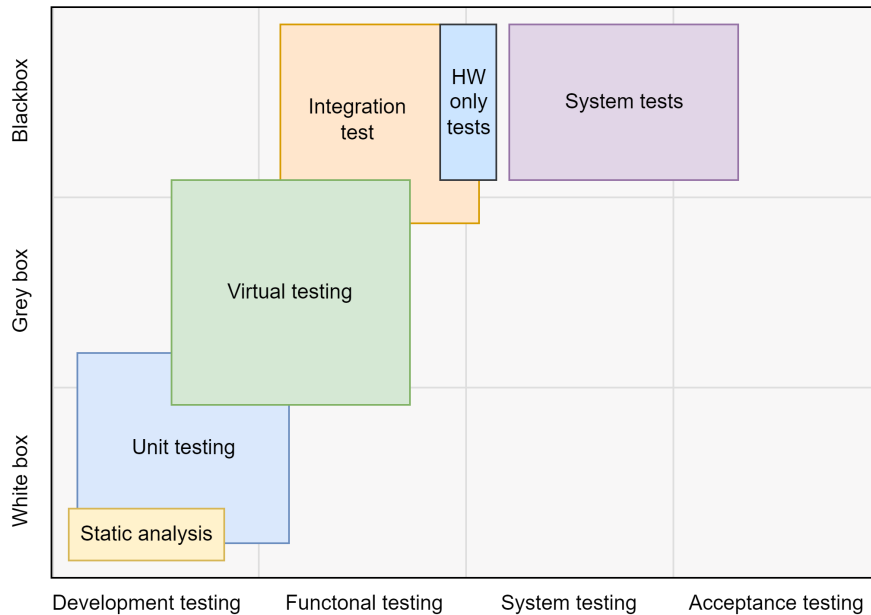 Blackbox
Grey box
White box
Integration
test
HW
only
tests
System tests
Virtual testing
Unit testing
Static analysis
Development testing
Functonal testing
System testing
Acceptance testing